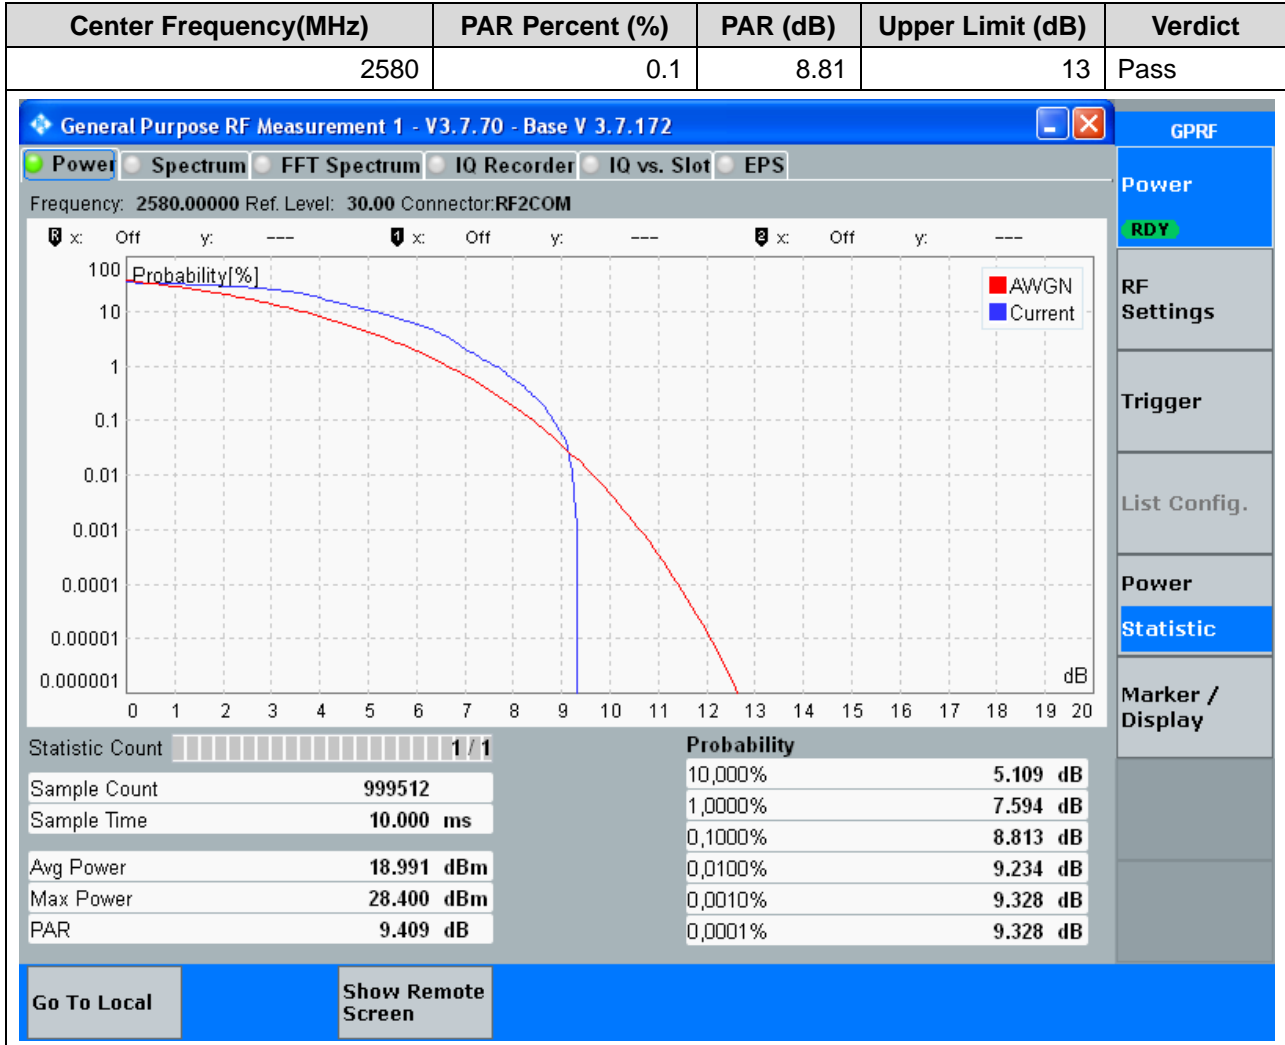 Center Frequency(MHz) PAR Percent (%) PAR (dB) Upper Limit (dB) Verdict
2580 0.1 8.81 13 Pass
General Purpose RF Measurement 1 - V3.7.70 - Base V 3.7.172
GPRF
Power Spectrum FFT Spectrum IQ Recorder IQ vs. Slot EPS
Power
RDY
Frequency: 2580.00000 Ref. Level: 30.00 Connector:RF2COM
R x: Off y: --- 1 x: Off y: --- 2 x: Off y: ---
Probability[%]
AWGN
Current
100
10
1
0.1
0.01
0.001
0.0001
0.00001
0.000001
dB
0 1 2 3 4 5 6 7 8 9 10 11 12 13 14 15 16 17 18 19 20
RF
Settings
Trigger
List Config.
Power
Statistic
Marker /
Display
Statistic Count 1 / 1
Sample Count 999512
Sample Time 10.000 ms
Avg Power 18.991 dBm
Max Power 28.400 dBm
PAR 9.409 dB
Probability
10,000% 5.109 dB
1,0000% 7.594 dB
0,1000% 8.813 dB
0,0100% 9.234 dB
0,0010% 9.328 dB
0,0001% 9.328 dB
Go To Local
Show Remote
Screen